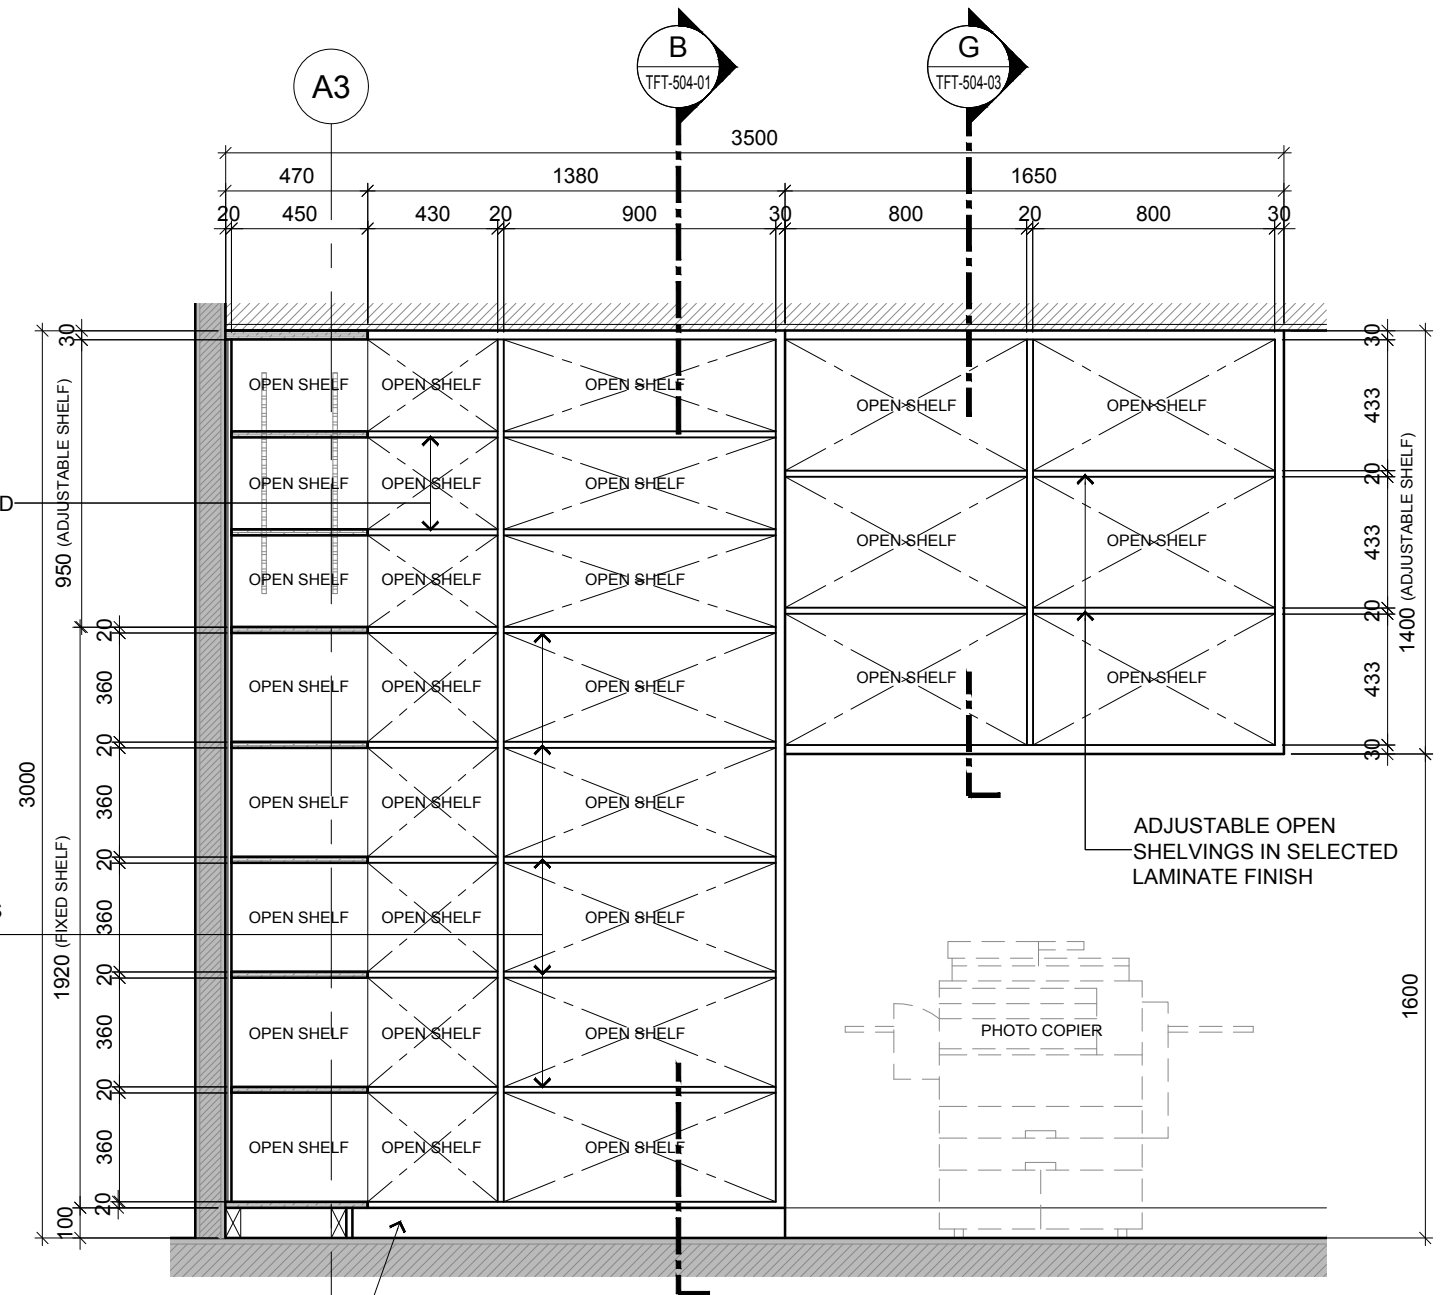 B
G
A3
TFT-504-01
TFT-504-03
3500
470 1380 1650
20 450 430 20 900 30 800 20 800 30
30
30
OPEN SHELF OPEN SHELF OPEN SHELF
OPEN SHELF OPEN SHELF
433
950 (ADJUSTABLE SHELF)
20
OPEN SHELF OPEN SHELF OPEN SHELF
D
OPEN SHELF OPEN SHELF
433
1400 (ADJUSTABLE SHELF)
OPEN SHELF OPEN SHELF OPEN SHELF
20
20
OPEN SHELF OPEN SHELF
433
360
OPEN SHELF OPEN SHELF OPEN SHELF
20
30
3000
360
OPEN SHELF OPEN SHELF OPEN SHELF
ADJUSTABLE OPEN
SHELVINGS IN SELECTED
LAMINATE FINISH
20
1920 (FIXED SHELF)
360
OPEN SHELF OPEN SHELF OPEN SHELF
20
1600
360
OPEN SHELF OPEN SHELF OPEN SHELF
PHOTO COPIER
20
360
OPEN SHELF OPEN SHELF OPEN SHELF
20
100